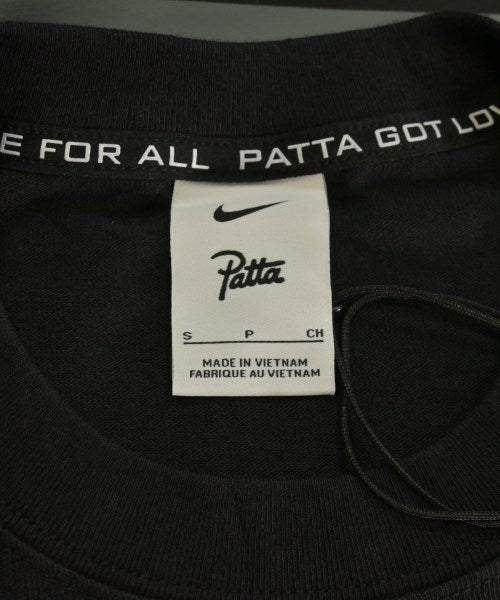 E FOR ALL PATTA GOT LOV
Patta
S P CH
MADE IN VIETNAM
FABRIQUE AU VIETNAM